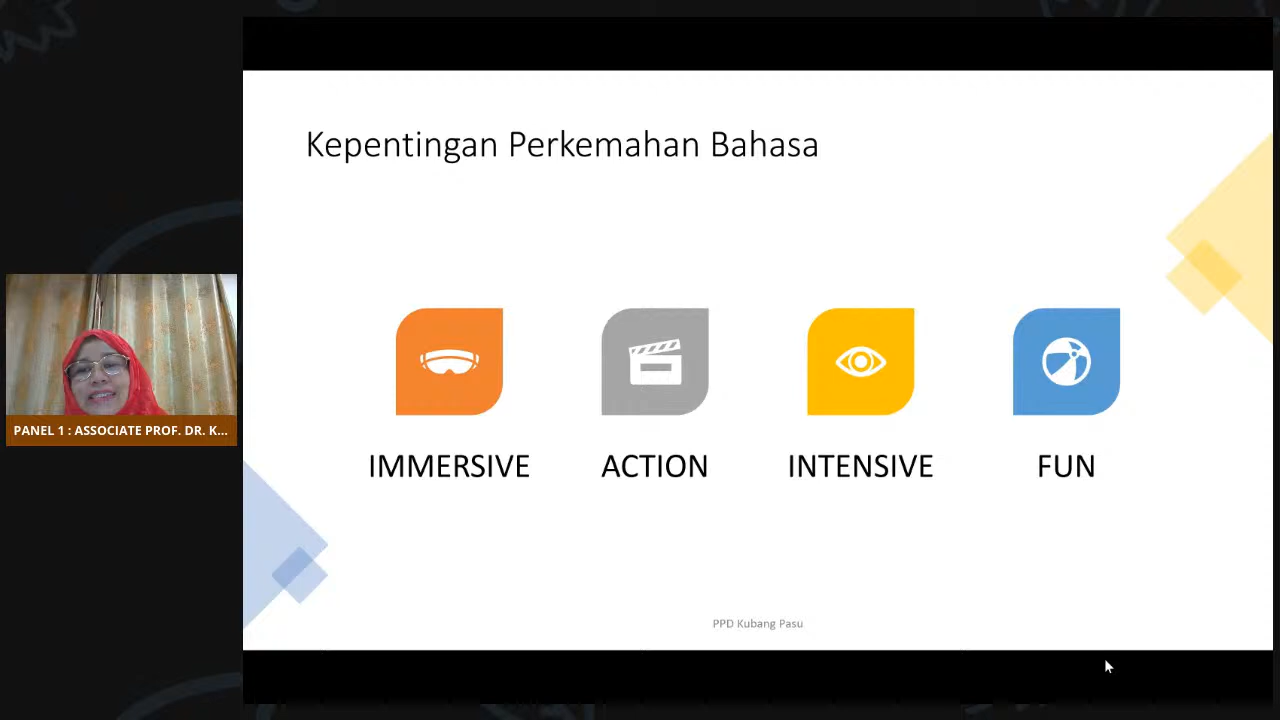 Kepentingan Perkemahan Bahasa
IMMERSIVE
ACTION
INTENSIVE
FUN
PANEL 1 : ASSOCIATE PROF. DR. K...
PPD Kubang Pasu